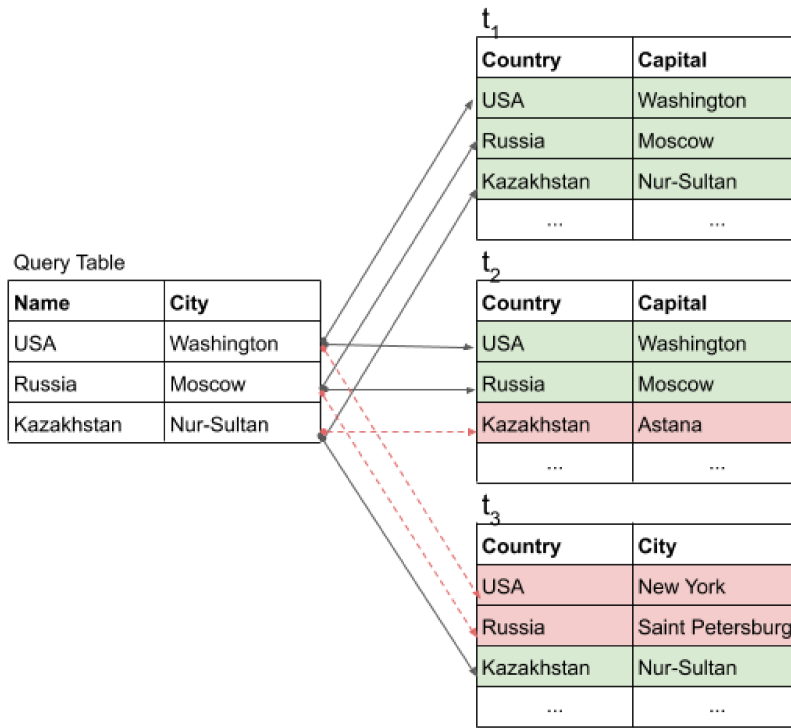 t1
Country Capital
USA Washington
Russia Moscow
Kazakhstan Nur-Sultan
... ...
Query Table
Name City
USA Washington
Russia Moscow
Kazakhstan Nur-Sultan
t2
Country Capital
USA Washington
Russia Moscow
Kazakhstan Astana
... ...
t3
Country City
USA New York
Russia Saint Petersburg
Kazakhstan Nur-Sultan
... ...